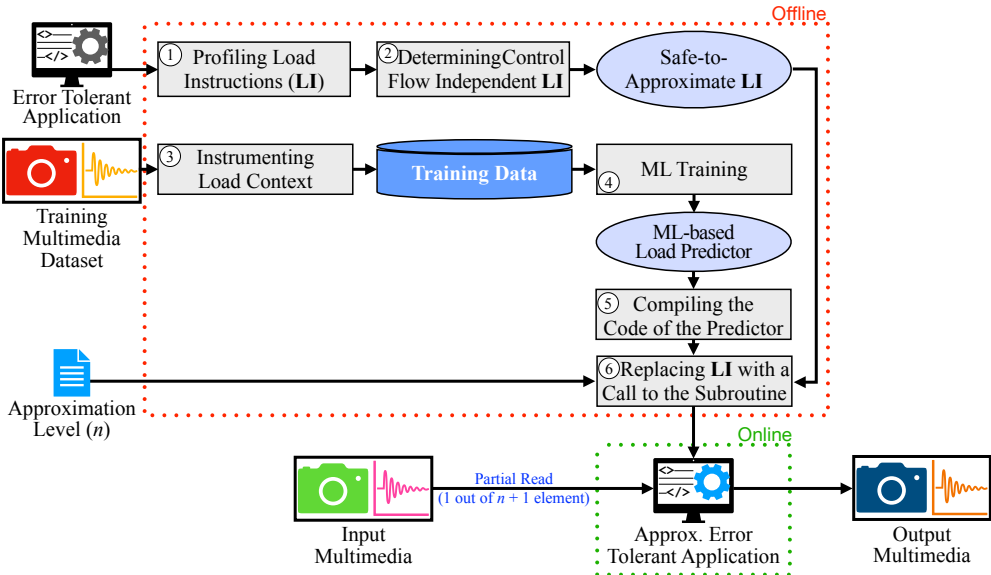 Offline
<>
</>
Error Tolerant
Application
1
Profiling Load
Instructions (LI)
2
DeterminingControl
Flow Independent LI
Safe-to-
Approximate LI
Training
Multimedia
Dataset
3
Instrumenting
Load Context
Training Data
ML Training
4
ML-based
Load Predictor
5
Compiling the
Code of the Predictor
6
Replacing LI with a
Call to the Subroutine
Approximation
Level (n)
Online
Partial Read
(1 out of n + 1 element)
<>
</>
Input
Multimedia
Approx. Error
Tolerant Application
Output
Multimedia